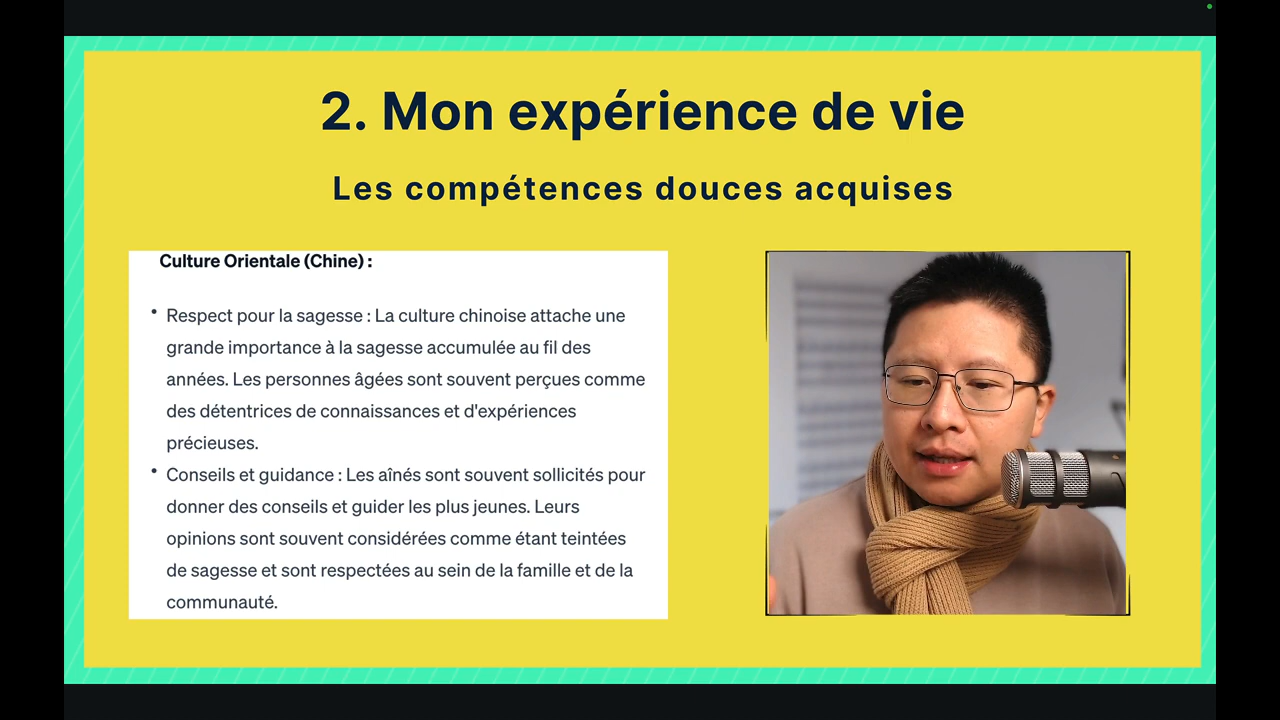 2. Mon expérience de vie
Les compétences douces acquises
Culture Orientale (Chine) :
• Respect pour la sagesse : La culture chinoise attache une
grande importance à la sagesse accumulée au fil des
années. Les personnes âgées sont souvent perçues comme
des détentrices de connaissances et d'expériences
précieuses.
• Conseils et guidance : Les aînés sont souvent sollicités pour
donner des conseils et guider les plus jeunes. Leurs
opinions sont souvent considérées comme étant teintées
de sagesse et sont respectées au sein de la famille et de la
communauté.